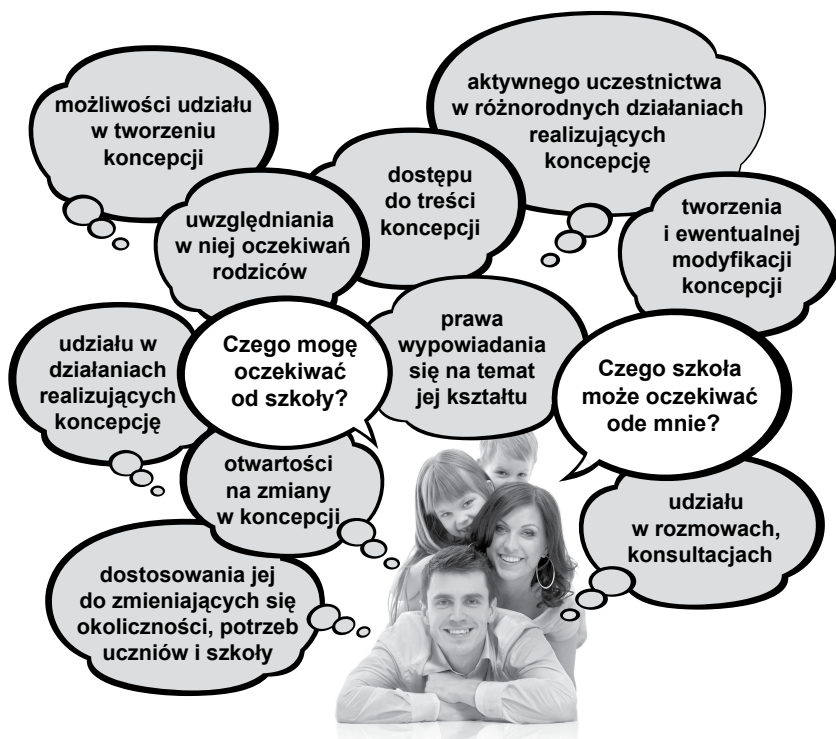 możliwości udziału
w tworzeniu
koncepcji
aktywnego uczestnictwa
w różnorodnych działaniach
realizujących
koncepcję
dostępu
do treści
koncepcji
uwzględniania
w niej oczekiwań
rodziców
tworzenia
i ewentualnej
modyfikacji
koncepcji
udziału w
działaniach
realizujących
koncepcję
Czego mogę
oczekiwać
od szkoły?
prawa
wypowiadania
się na temat
jej kształtu
Czego szkoła
może oczekiwać
ode mnie?
otwartości
na zmiany
w koncepcji
udziału
w rozmowach,
konsultacjach
dostosowania jej
do zmieniających się
okoliczności, potrzeb
uczniów i szkoły